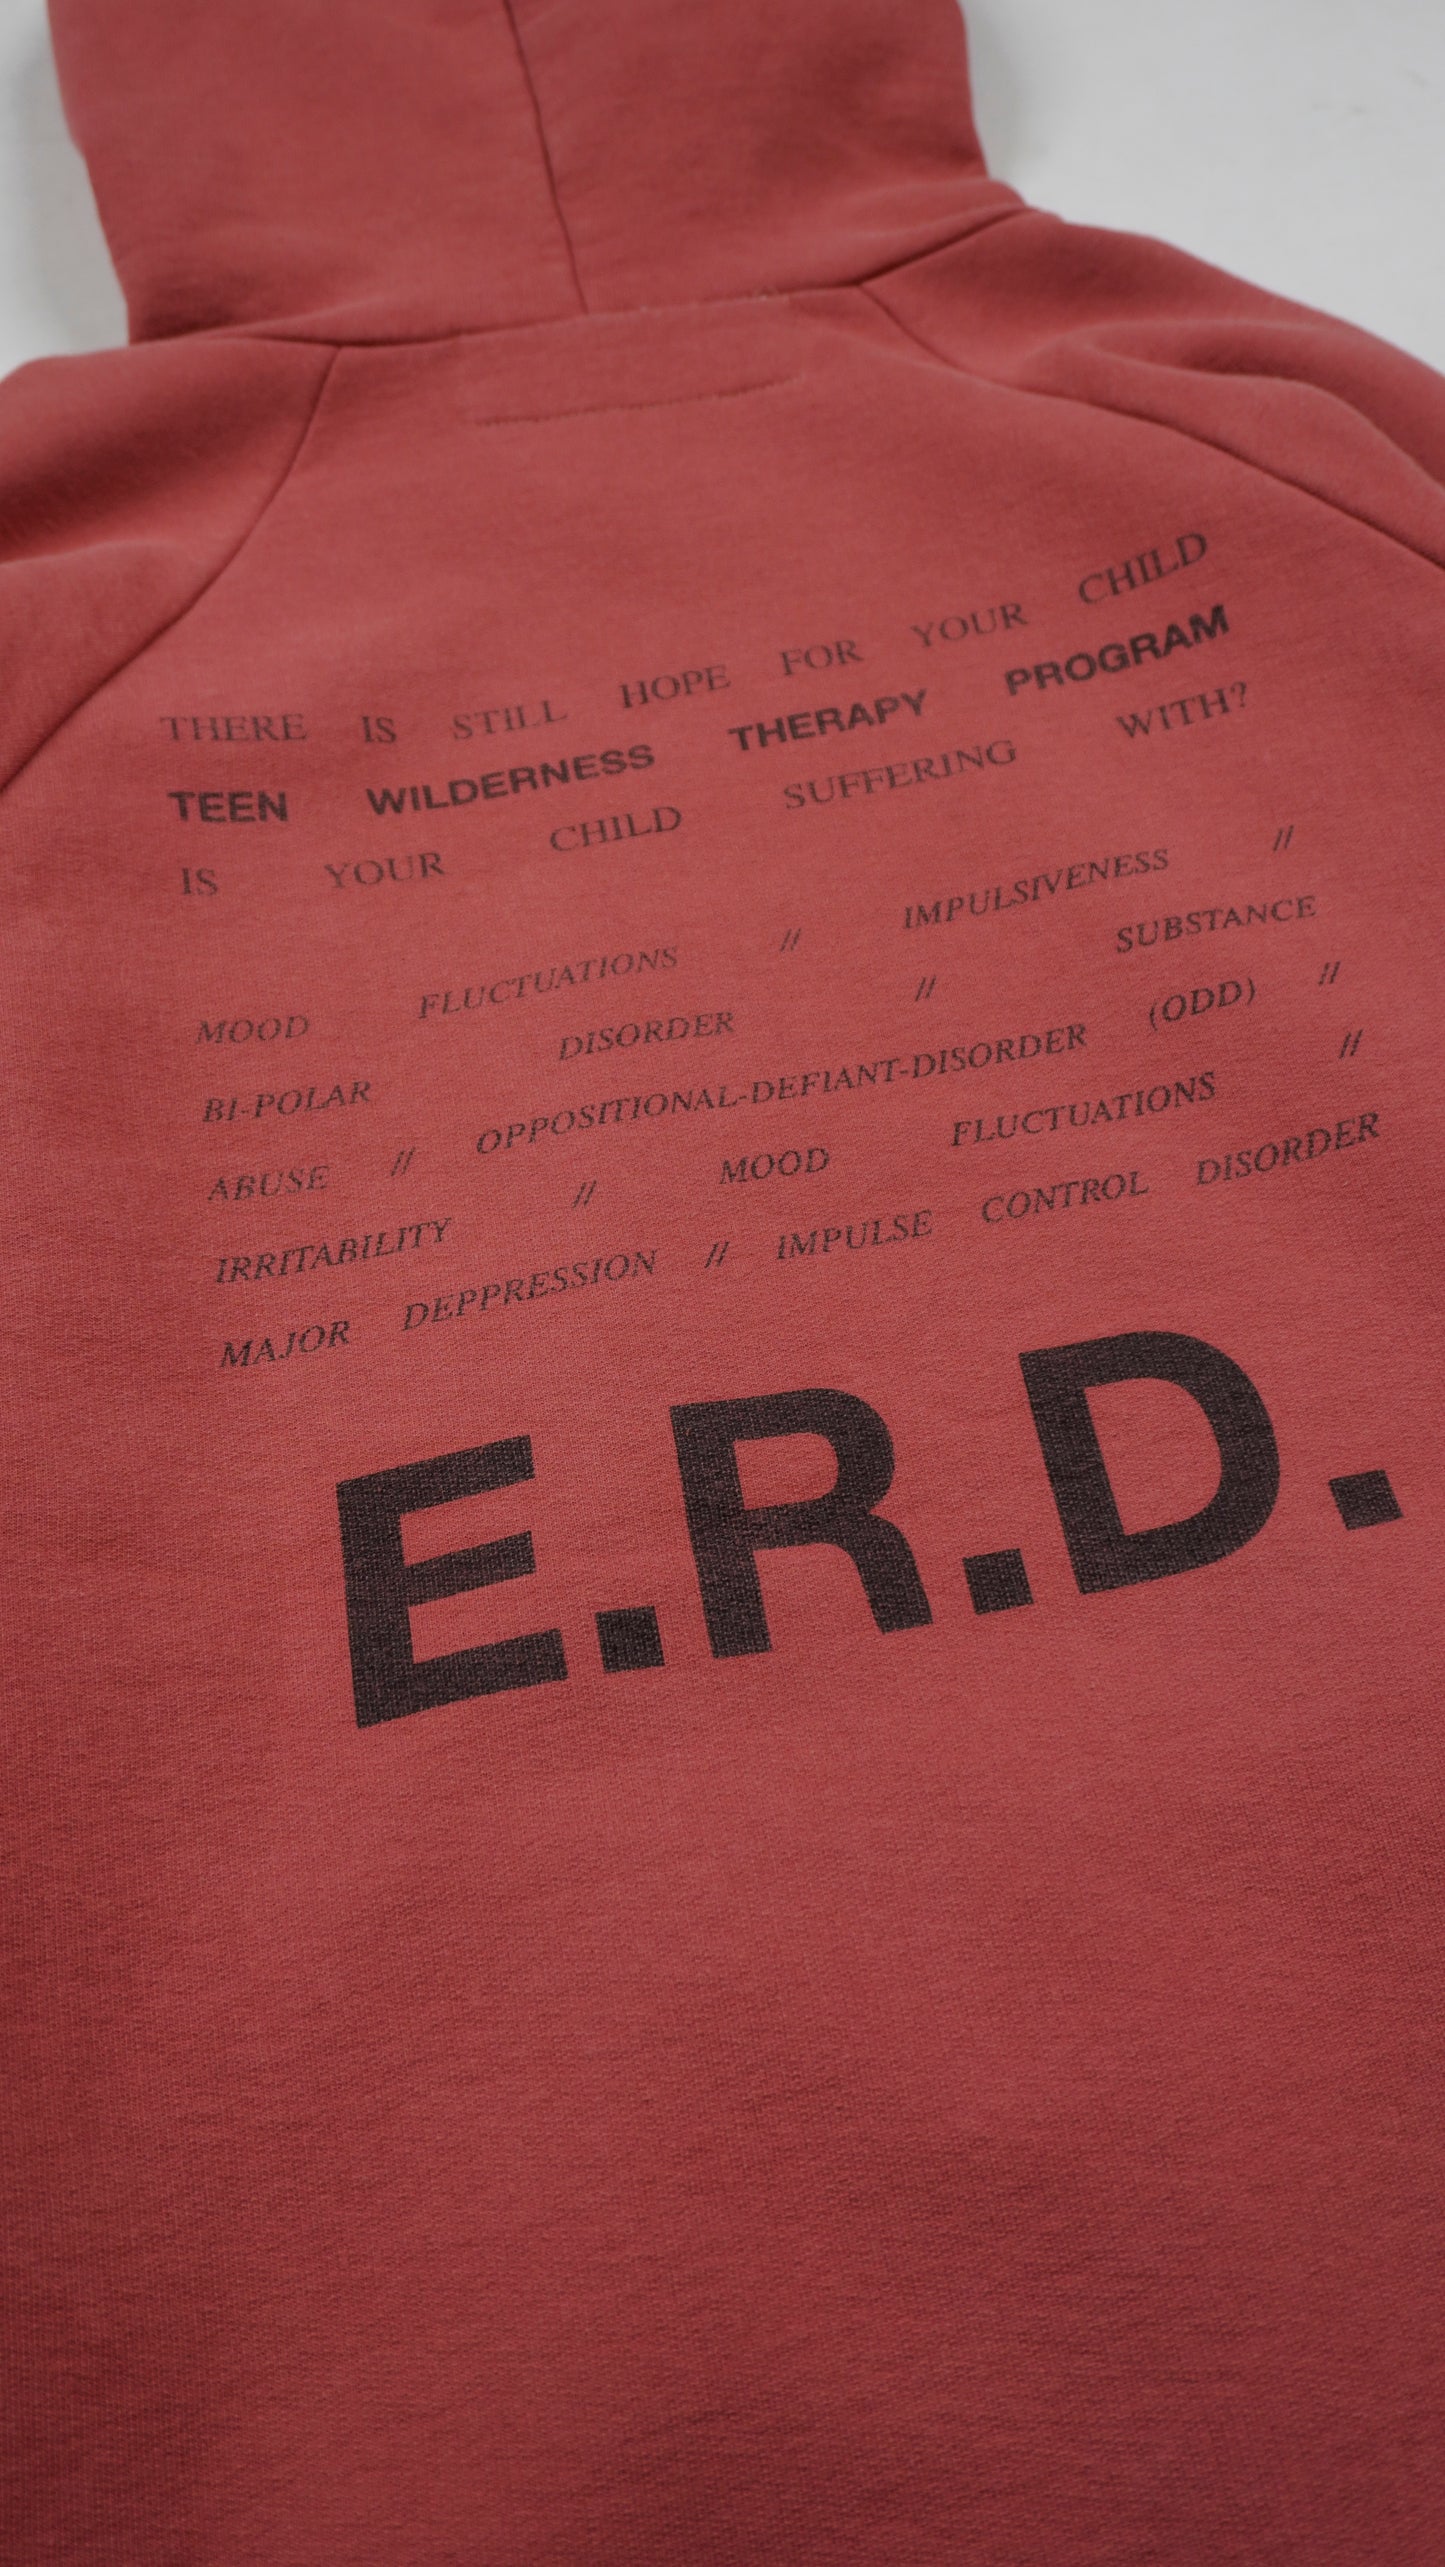 THERE IS STILL HOPE FOR YOUR CHILD
TEEN WILDERNESS THERAPY PROGRAM
IS YOUR CHILD SUFFERING WITH?
MOOD FLUCTUATIONS // IMPULSIVENESS //
BI-POLAR DISORDER // SUBSTANCE
ABUSE // OPPOSITIONAL-DEFIANT-DISORDER (ODD) //
IRRITABILITY // MOOD FLUCTUATIONS //
MAJOR DEPPRESSION // IMPULSE CONTROL DISORDER
E.R.D.